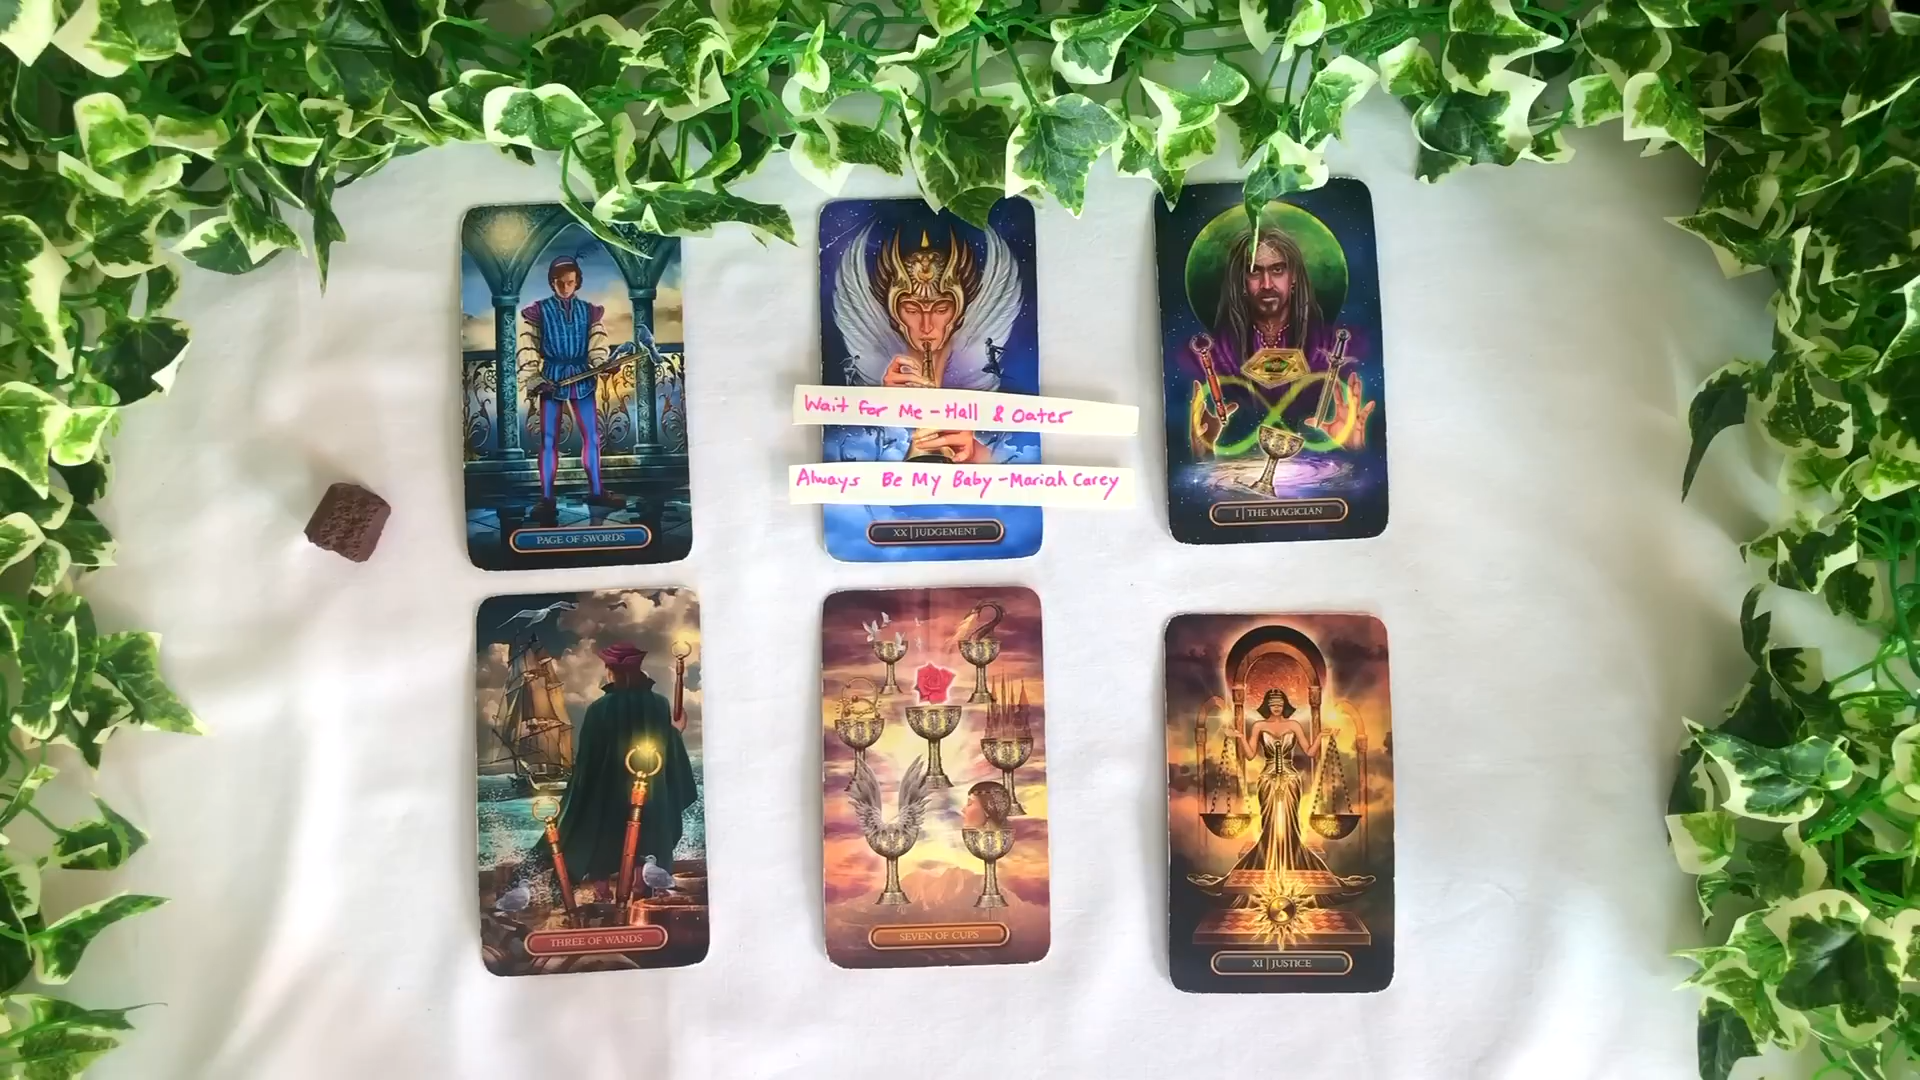 Wait for Me - Hall & Oates
Always Be My Baby - Mariah Carey
PAGE OF SWORDS
XX | JUDGEMENT
I | THE MAGICIAN
THREE OF WANDS
SEVEN OF CUPS
XI | JUSTICE